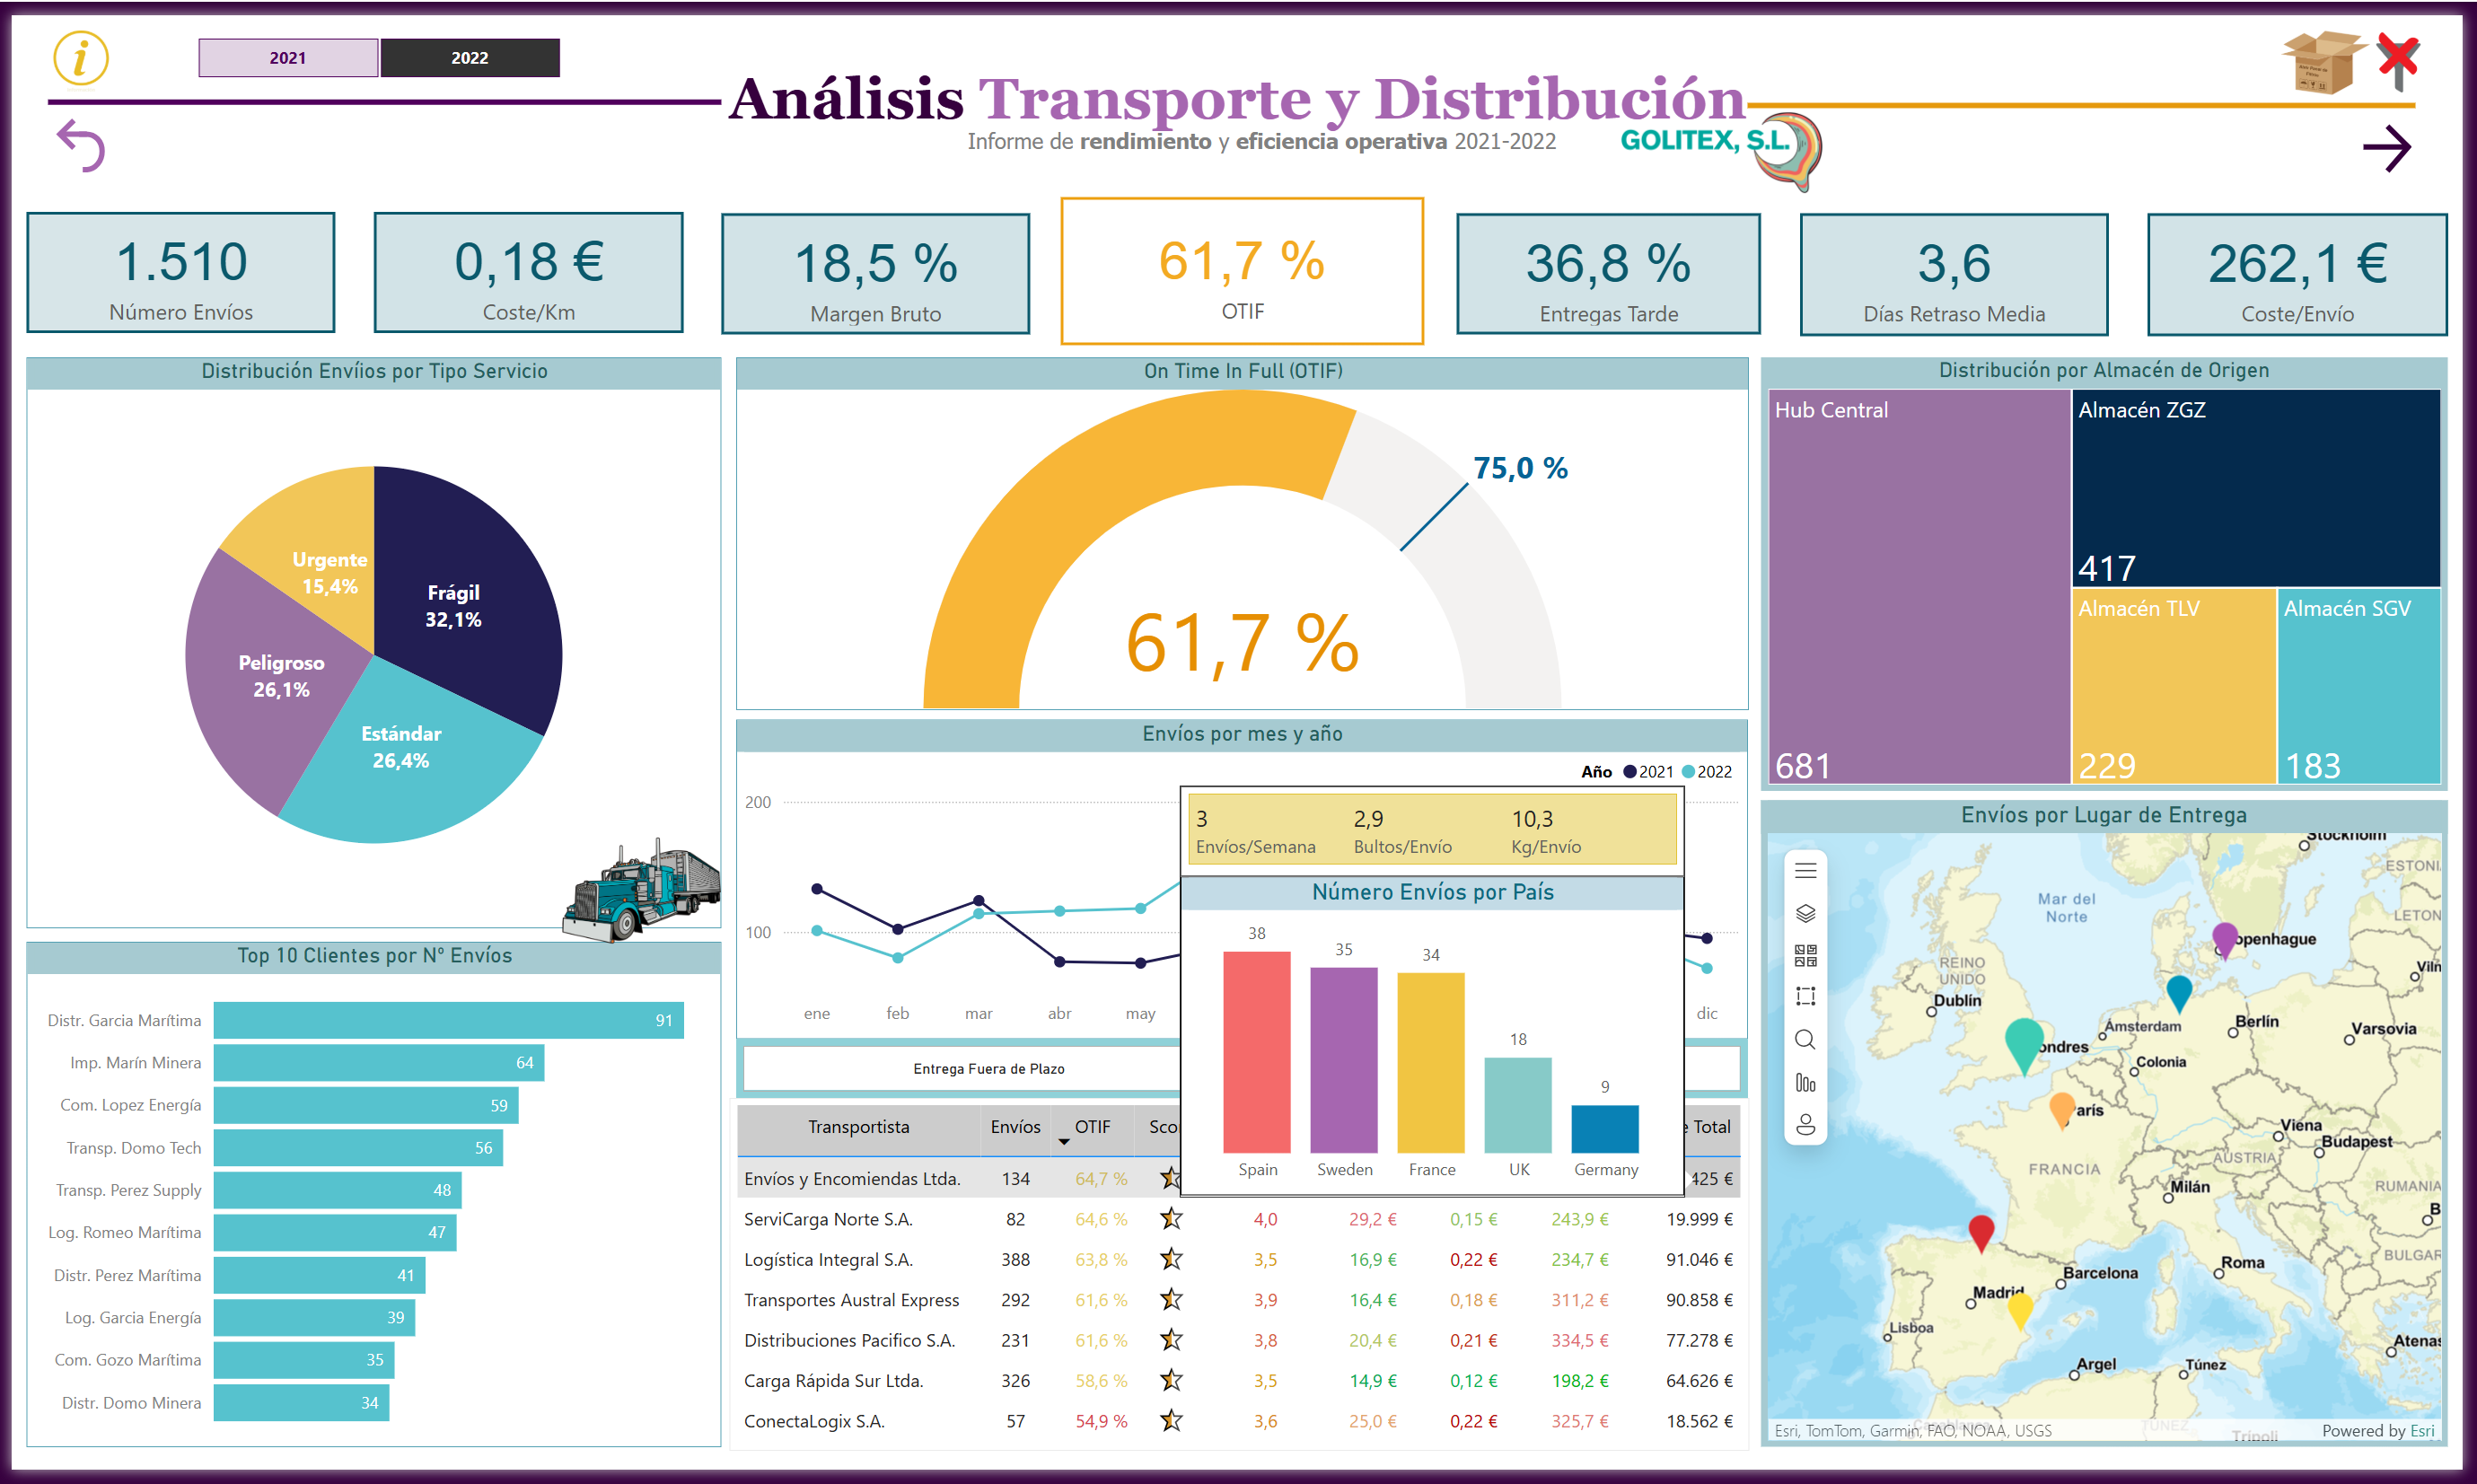 2021
2022
Análisis Transporte y Distribución
Informe de rendimiento y eficiencia operativa 2021-2022
GOLITEX, S.L.
1.510
Número Envíos
0,18 €
Coste/Km
18,5 %
Margen Bruto
61,7 %
OTIF
36,8 %
Entregas Tarde
3,6
Días Retraso Media
262,1 €
Coste/Envío
Distribución Envíios por Tipo Servicio
Urgente
15,4%
Frágil
32,1%
Peligroso
26,1%
Estándar
26,4%
Top 10 Clientes por Nº Envíos
Distr. Garcia Marítima 91
Imp. Marín Minera 64
Com. Lopez Energía 59
Transp. Domo Tech 56
Transp. Perez Supply 48
Log. Romeo Marítima 47
Distr. Perez Marítima 41
Log. Garcia Energía 39
Com. Gozo Marítima 35
Distr. Domo Minera 34
On Time In Full (OTIF)
75,0 %
61,7 %
Envíos por mes y año
Año 2021 2022
200
100
ene feb mar abr may dic
3 2,9 10,3
Envíos/Semana Bultos/Envío Kg/Envío
Número Envíos por País
38 35 34 18 9
Spain Sweden France UK Germany
Entrega Fuera de Plazo
Transportista Envíos OTIF Sco e Total
Envíos y Encomiendas Ltda. 134 64,7 % 425 €
ServiCarga Norte S.A. 82 64,6 % 4,0 29,2 € 0,15 € 243,9 € 19.999 €
Logística Integral S.A. 388 63,8 % 3,5 16,9 € 0,22 € 234,7 € 91.046 €
Transportes Austral Express 292 61,6 % 3,9 16,4 € 0,18 € 311,2 € 90.858 €
Distribuciones Pacifico S.A. 231 61,6 % 3,8 20,4 € 0,21 € 334,5 € 77.278 €
Carga Rápida Sur Ltda. 326 58,6 % 3,5 14,9 € 0,12 € 198,2 € 64.626 €
ConectaLogix S.A. 57 54,9 % 3,6 25,0 € 0,22 € 325,7 € 18.562 €
Distribución por Almacén de Origen
Hub Central
681
Almacén ZGZ
417
Almacén TLV
229
Almacén SGV
183
Envíos por Lugar de Entrega
Stockholm
ESTONI
Mar del
Norte
LETON
openhague
Viln
REINO
UNIDO
Dublín
Ámsterdam
Berlín
Varsovia
ondres
Colonia
arís
Viena
Budapest
AUSTRIA
FRANCIA
Milán
RUMANIA
B
BULGAR
Roma
Barcelona
Madrid
Lisboa
Atenas
Argel
Túnez
Casablanca
TÚNEZ
Trípoli
Esri, TomTom, Garmin, FAO, NOAA, USGS
Powered by Esri